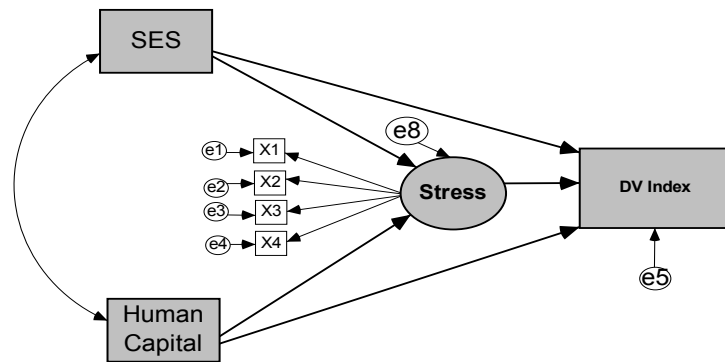 SES
e8
e1
X1
e2
X2
e3
X3
e4
X4
Stress
DV Index
e5
Human
Capital